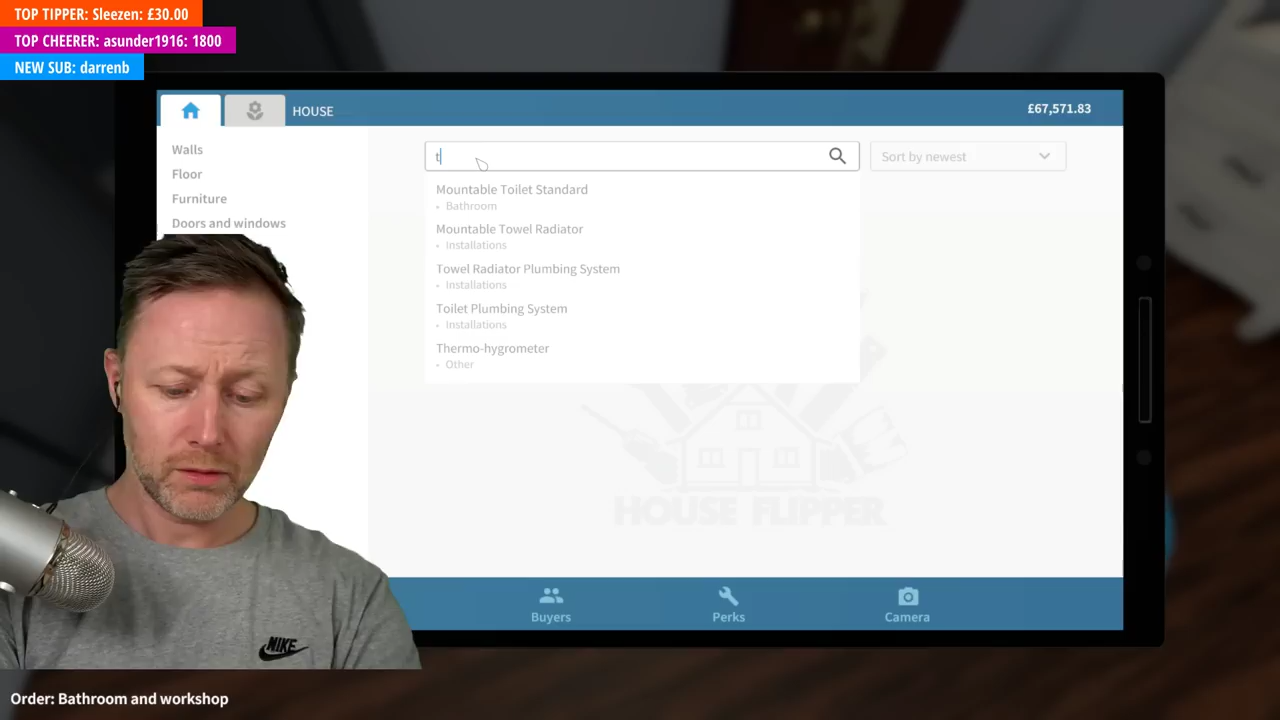 TOP TIPPER: Sleezen: £30.00
TOP CHEERER: asunder1916: 1800
NEW SUB: darrenb
HOUSE
£67,571.83
Walls
Floor
Furniture
Doors and windows
t
Sort by newest
Mountable Toilet Standard
• Bathroom
Mountable Towel Radiator
• Installations
Towel Radiator Plumbing System
• Installations
Toilet Plumbing System
• Installations
Thermo-hygrometer
• Other
HOUSE FLIPPER
Buyers
Perks
Camera
NIKE
Order: Bathroom and workshop